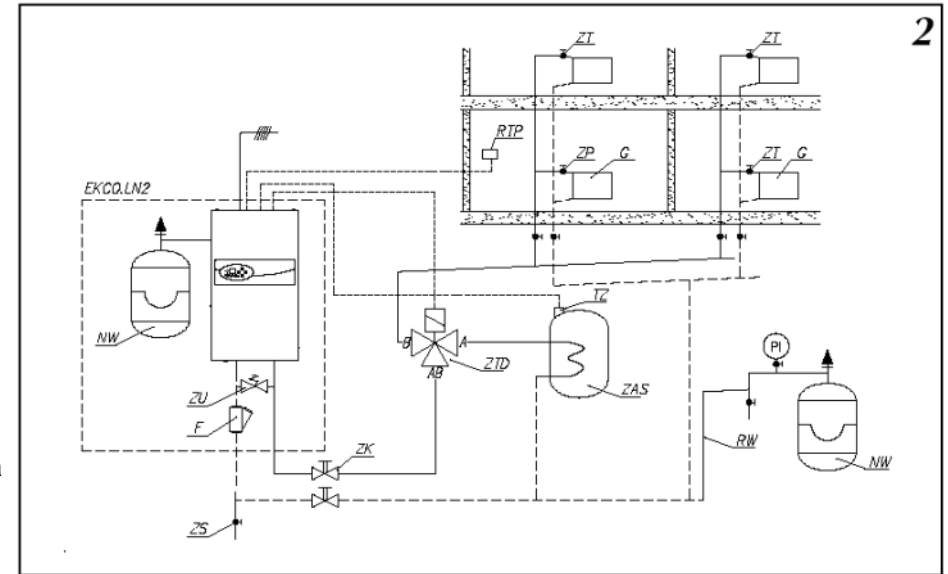 2
ZT ZT
RTP
ZP G ZT G
EKCO.LN2
NW
TZ
B A
AB ZTD
PI
ZU
ZAS
F
ZK
RW NW
ZS